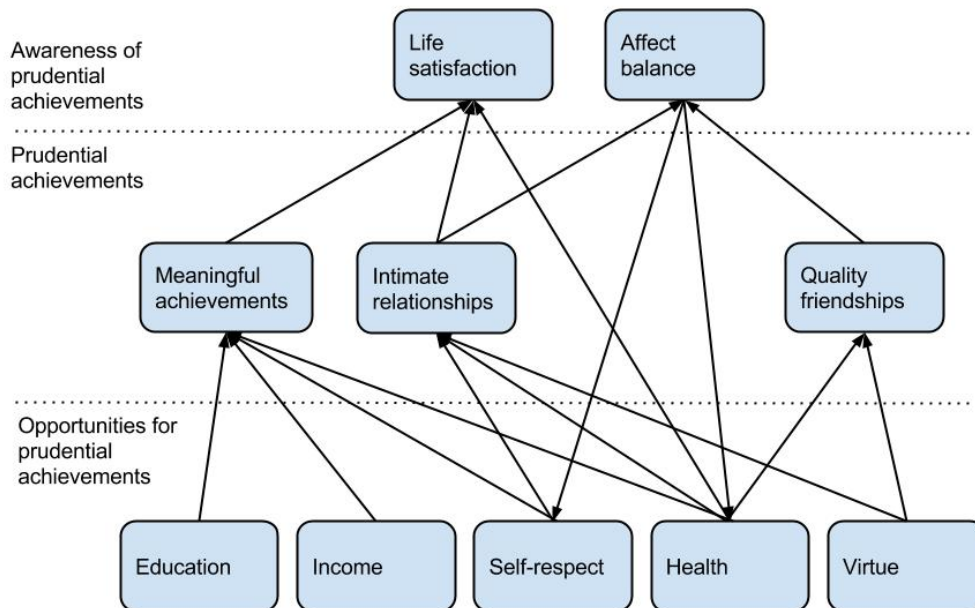 Awareness of
prudential
achievements
Life
satisfaction
Affect
balance
Prudential
achievements
Meaningful
achievements
Intimate
relationships
Quality
friendships
Opportunities for
prudential
achievements
Education
Income
Self-respect
Health
Virtue